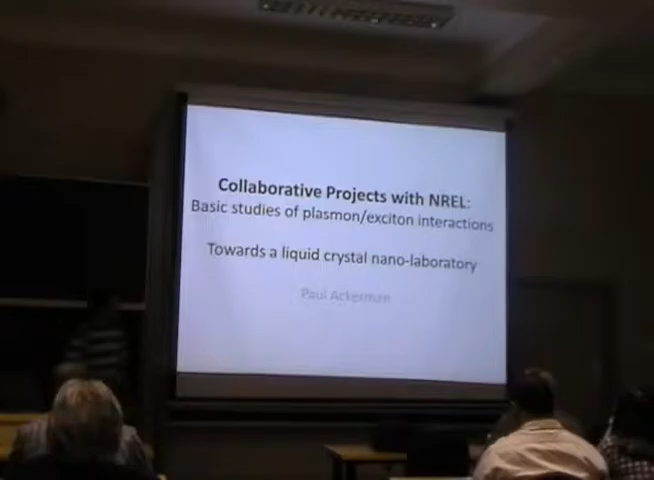 Collaborative Projects with NREL:
Basic studies of plasmon/exciton interactions
Towards a liquid crystal nano-laboratory
Paul Ackerman